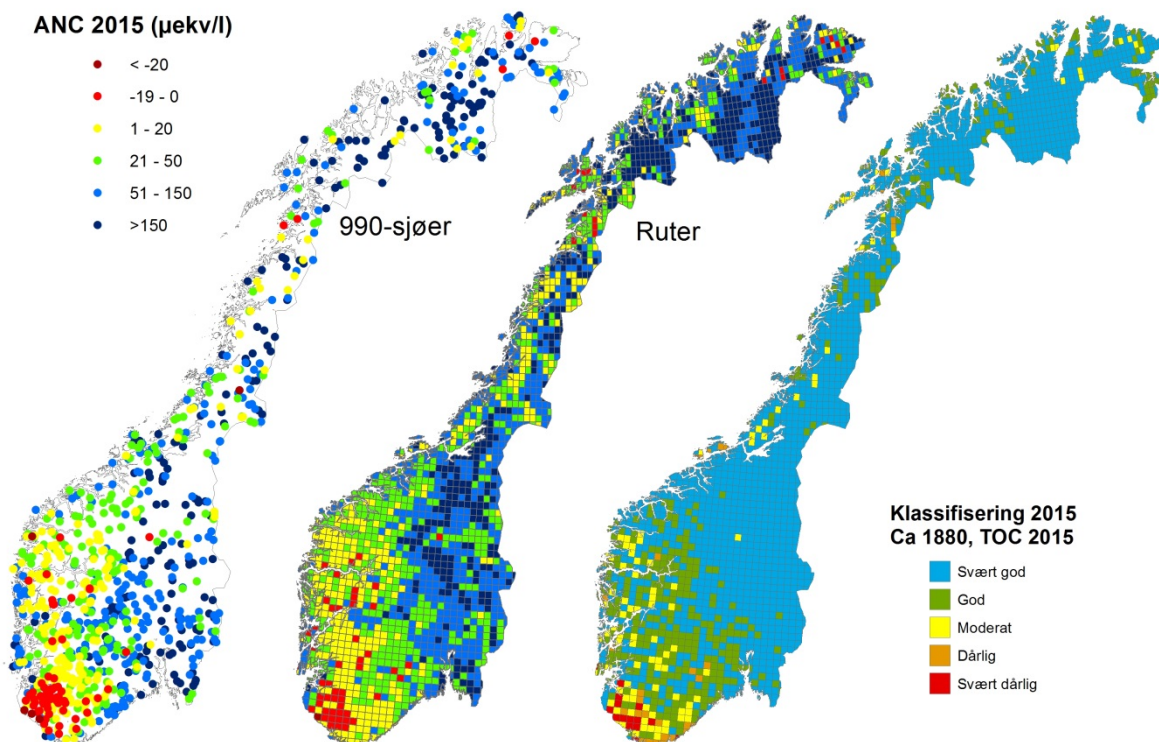 ANC 2015 (µekv/l)
< -20
-19 - 0
1 - 20
21 - 50
51 - 150
>150
990-sjøer
Ruter
Klassifisering 2015
Ca 1880, TOC 2015
Svært god
God
Moderat
Dårlig
Svært dårlig